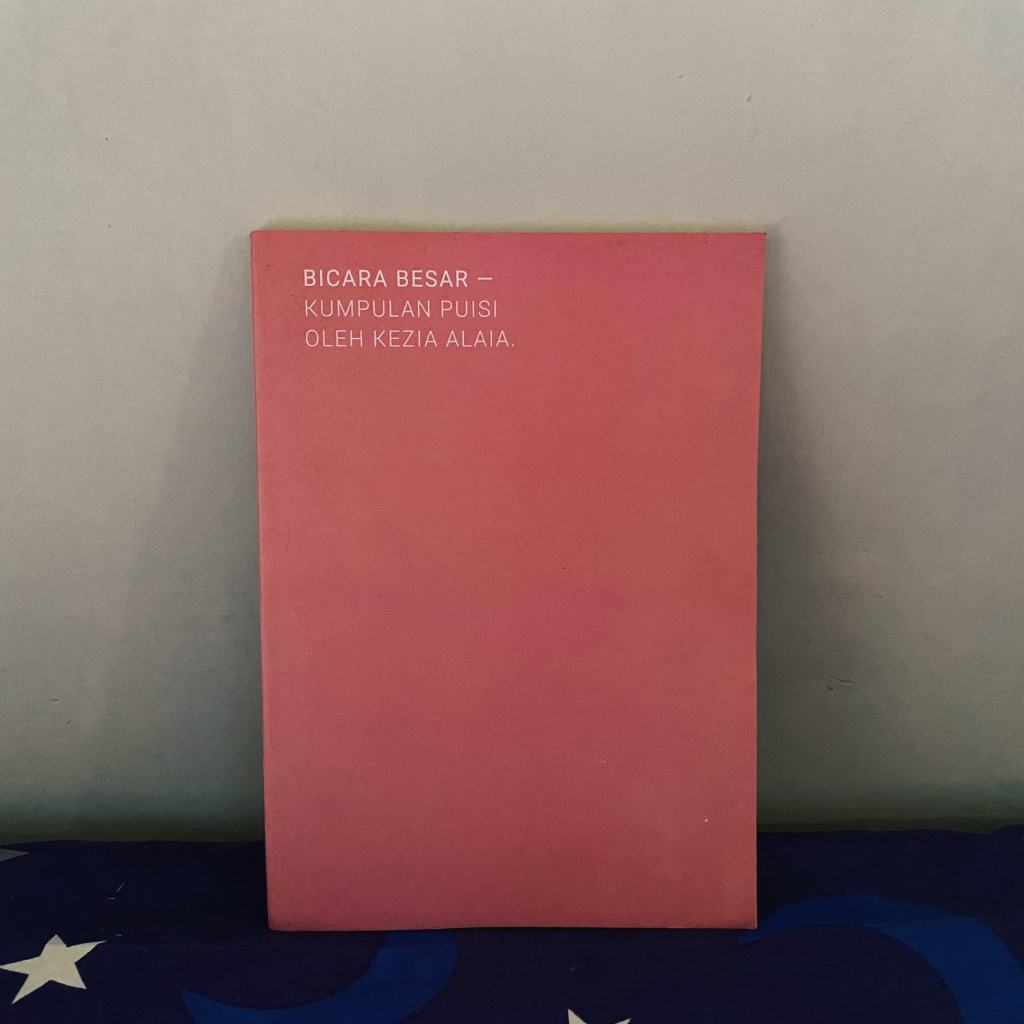 BICARA BESAR —
KUMPULAN PUISI
OLEH KEZIA ALAIA.